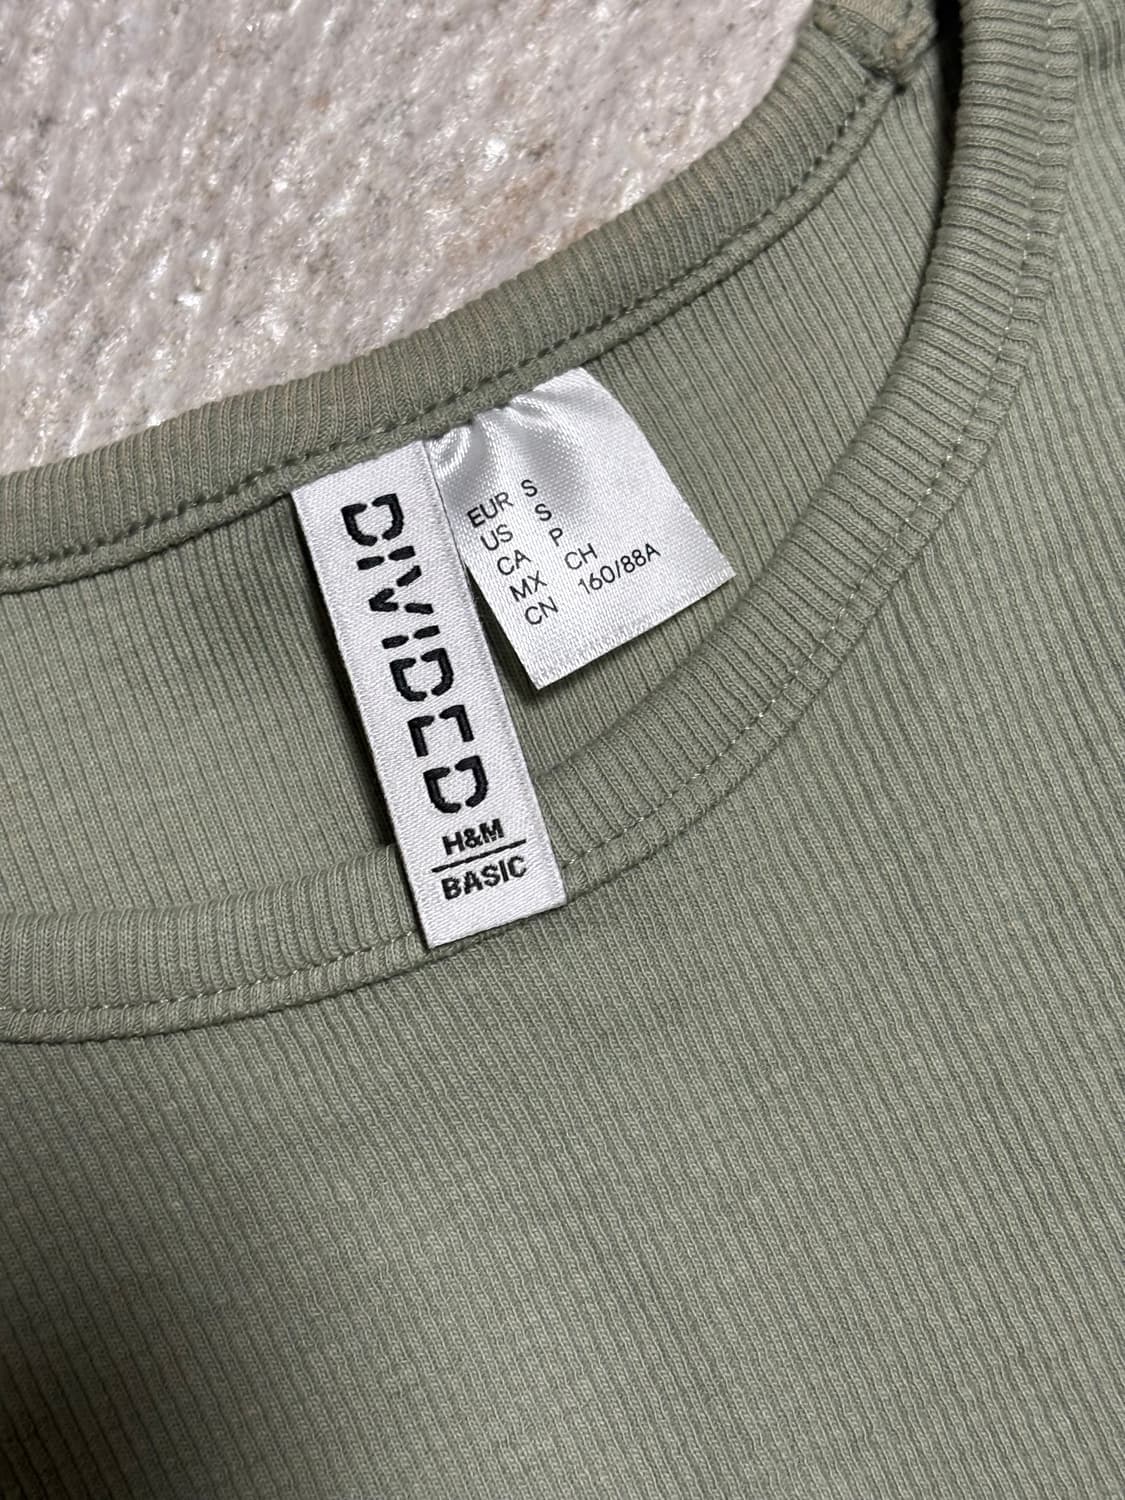 DIVIDED
H&M
BASIC
EUR S
US S
CA P
MX CH
CN 160/88A